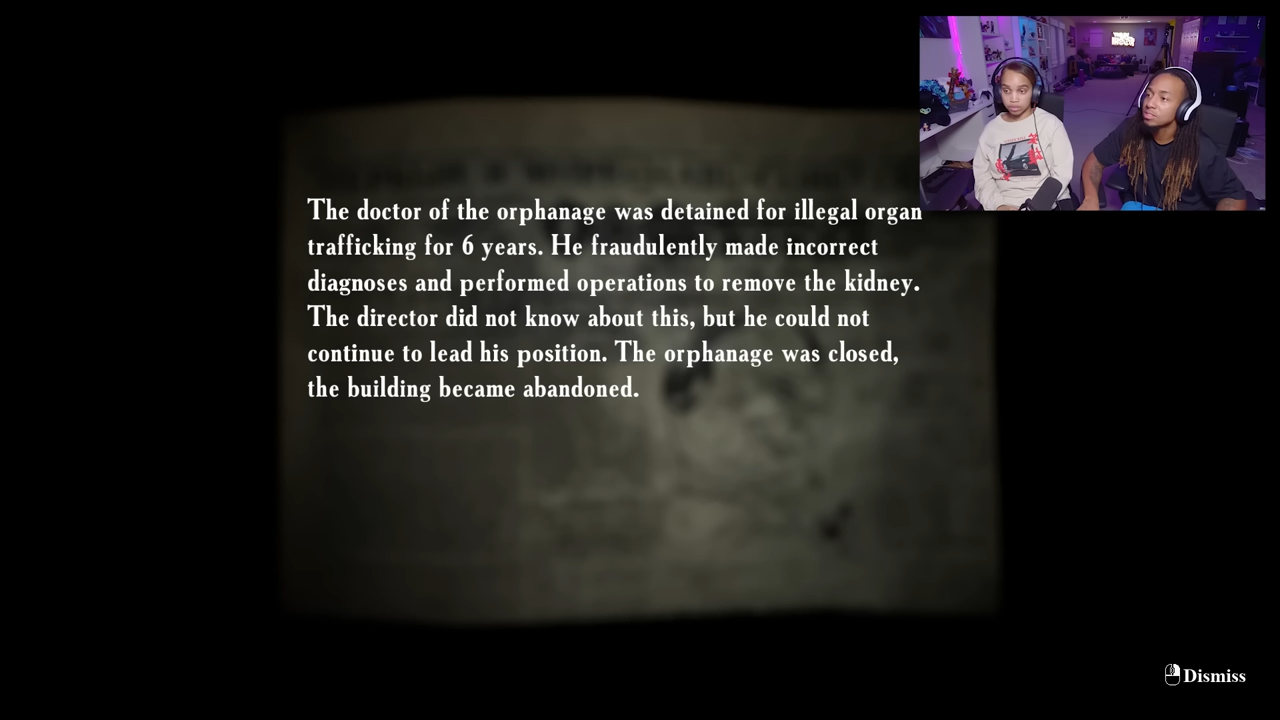 The doctor of the orphanage was detained for illegal organ
trafficking for 6 years. He fraudulently made incorrect
diagnoses and performed operations to remove the kidney.
The director did not know about this, but he could not
continue to lead his position. The orphanage was closed,
the building became abandoned.
Dismiss